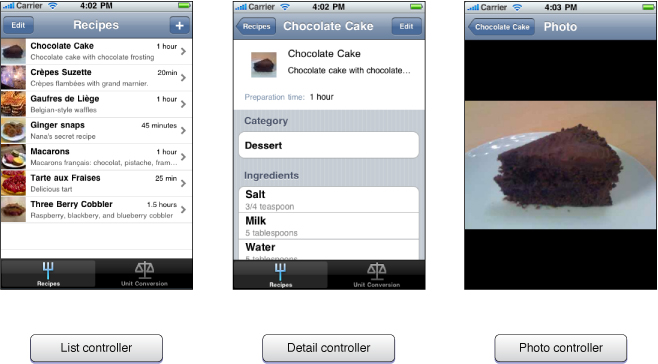 Carrier 4:02 PM
Edit Recipes +
Chocolate Cake 1 hour
Chocolate cake with chocolate frosting
Crêpes Suzette 20min
Crêpes flambées with grand marnier.
Gaufres de Liège 1 hour
Belgian-style waffles
Ginger snaps 45 minutes
Nana's secret recipe
Macarons 1 hour
Macarons français: chocolat, pistache, fram...
Tarte aux Fraises 25 min
Delicious tart
Three Berry Cobbler 1.5 hours
Raspberry, blackberry, and blueberry cobbler
Recipes Unit Conversion
Carrier 4:02 PM
Recipes Chocolate Cake Edit
Chocolate Cake
Chocolate cake with chocolate...
Preparation time: 1 hour
Category
Dessert
Ingredients
Salt
3/4 teaspoon
Milk
5 tablespoons
Water
5 tablespoons
Recipes Unit Conversion
Carrier 4:03 PM
Chocolate Cake Photo
List controller
Detail controller
Photo controller